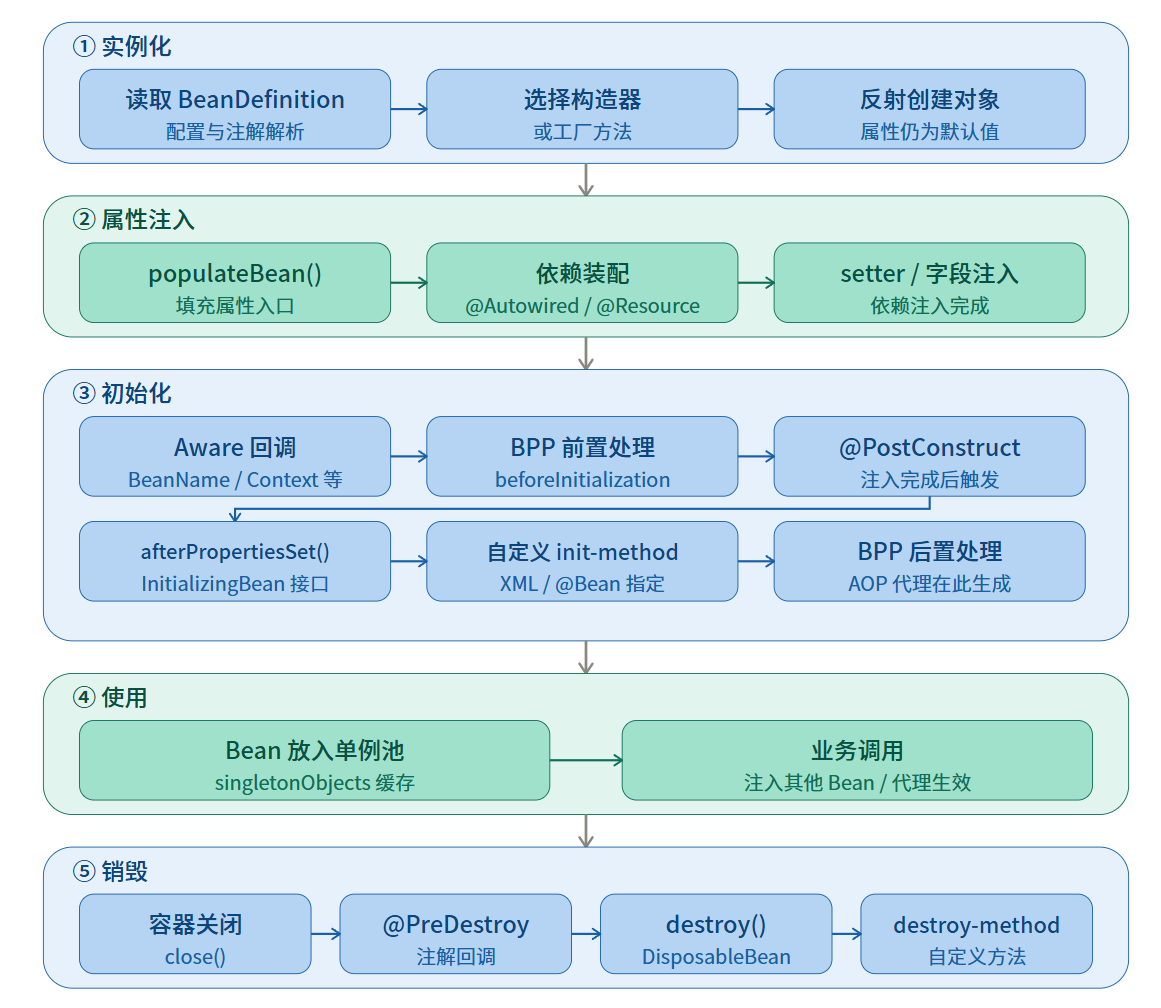 ① 实例化
读取 BeanDefinition
配置与注解解析
选择构造器
或工厂方法
反射创建对象
属性仍为默认值
② 属性注入
populateBean()
填充属性入口
依赖装配
@Autowired / @Resource
setter / 字段注入
依赖注入完成
③ 初始化
Aware 回调
BeanName / Context 等
BPP 前置处理
beforeInitialization
@PostConstruct
注入完成后触发
afterPropertiesSet()
InitializingBean 接口
自定义 init-method
XML / @Bean 指定
BPP 后置处理
AOP 代理在此生成
④ 使用
Bean 放入单例池
singletonObjects 缓存
业务调用
注入其他 Bean / 代理生效
⑤ 销毁
容器关闭
close()
@PreDestroy
注解回调
destroy()
DisposableBean
destroy-method
自定义方法